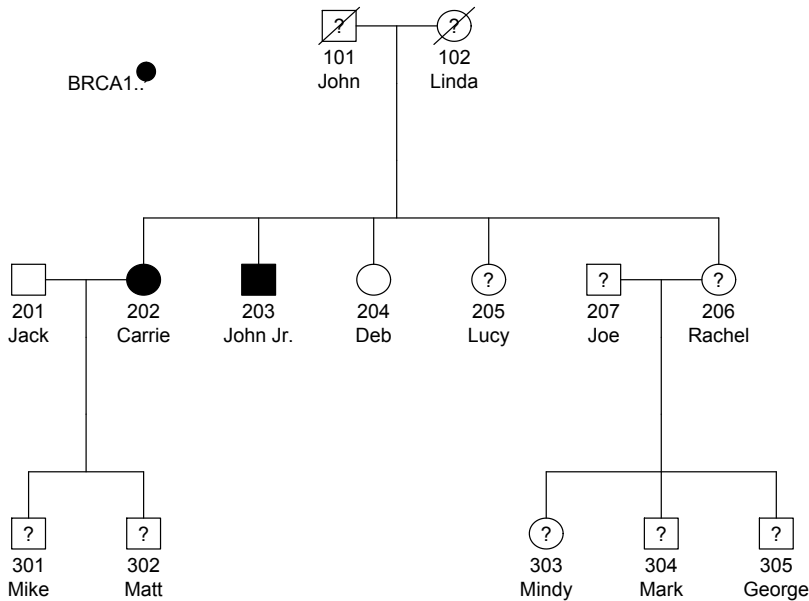 ? ?
101 102
John Linda
BRCA1..
? ? ?
201 202 203 204 205 207 206
Jack Carrie John Jr. Deb Lucy Joe Rachel
? ? ? ? ?
301 302 303 304 305
Mike Matt Mindy Mark George